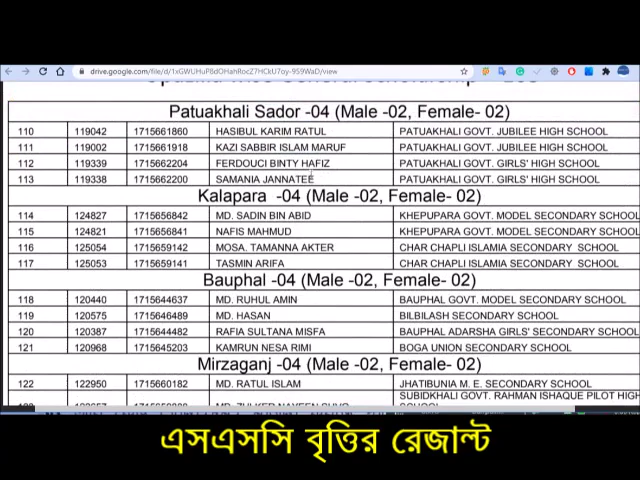 drive.google.com/file/d/1xGWUHuP6dOHahRocZ7HCkU7oy-9S9WaD/view
Patuakhali Sador -04 (Male -02, Female- 02)
110 119042 1715661860 HASIBUL KARIM RATUL PATUAKHALI GOVT. JUBILEE HIGH SCHOOL
111 119002 1715661918 KAZI SABBIR ISLAM MARUF PATUAKHALI GOVT. JUBILEE HIGH SCHOOL
112 119339 1715662204 FERDOUCI BINTY HAFIZ PATUAKHALI GOVT. GIRLS' HIGH SCHOOL
113 119338 1715662200 SAMANIA JANNATEE PATUAKHALI GOVT. GIRLS' HIGH SCHOOL
Kalapara -04 (Male -02, Female- 02)
114 124827 1715656842 MD. SADIN BIN ABID KHEPUPARA GOVT. MODEL SECONDARY SCHOOL
115 124821 1715656841 NAFIS MAHMUD KHEPUPARA GOVT. MODEL SECONDARY SCHOOL
116 125054 1715659142 MOSA. TAMANNA AKTER CHAR CHAPLI ISLAMIA SECONDARY SCHOOL
117 125053 1715659141 TASMIN ARIFA CHAR CHAPLI ISLAMIA SECONDARY SCHOOL
Bauphal -04 (Male -02, Female- 02)
118 120440 1715644637 MD. RUHUL AMIN BAUPHAL GOVT. MODEL SECONDARY SCHOOL
119 120575 1715646489 MD. HASAN BILBILASH SECONDARY SCHOOL
120 120387 1715644482 RAFIA SULTANA MISFA BAUPHAL ADARSHA GIRLS' SECONDARY SCHOOL
121 120968 1715645203 KAMRUN NESA RIMI BOGA UNION SECONDARY SCHOOL
Mirzaganj -04 (Male -02, Female- 02)
122 122950 1715660182 MD. RATUL ISLAM JHATIBUNIA M. E. SECONDARY SCHOOL
SUBIDKHALI GOVT. RAHMAN ISHAQUE PILOT HIGH
এসএসসি বৃত্তির রেজাল্ট